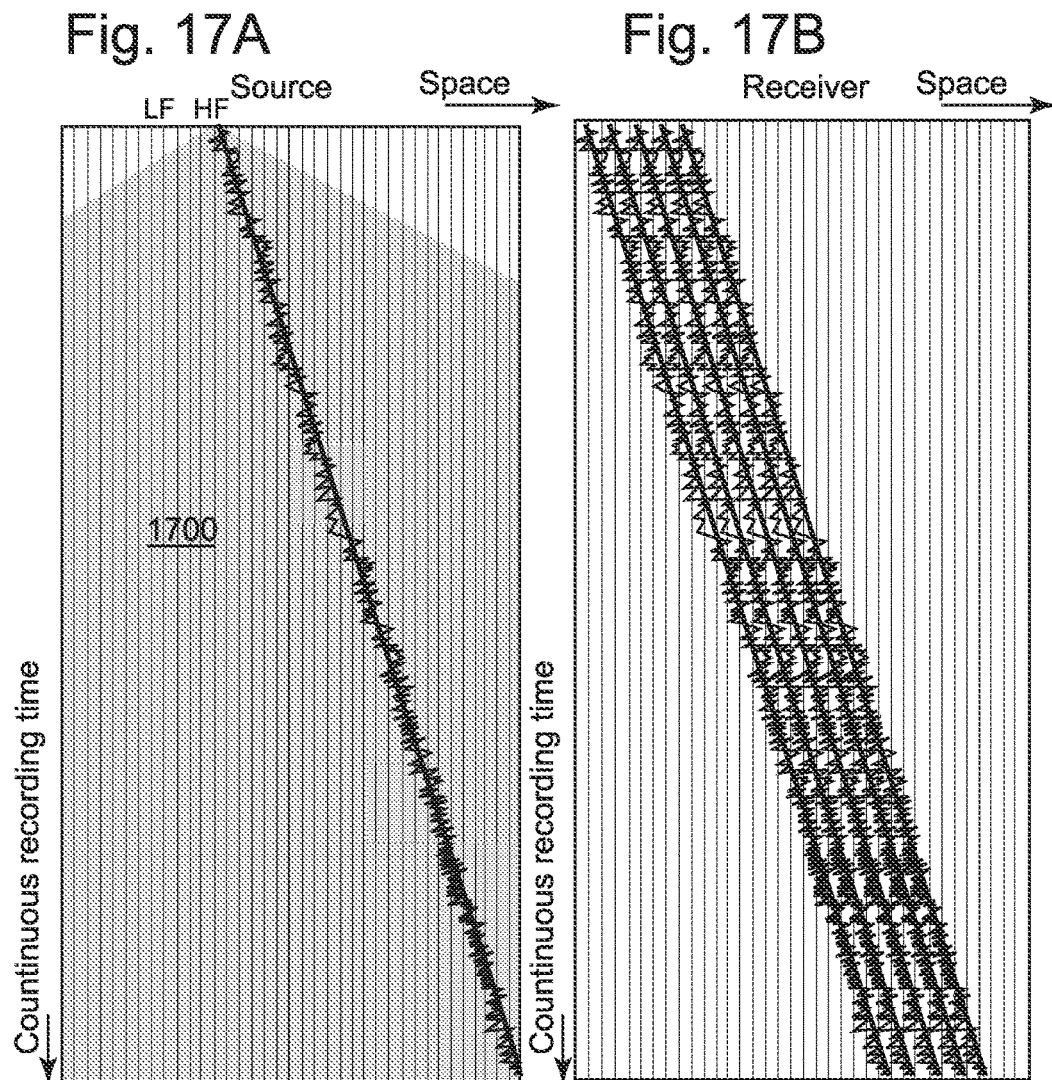 Fig. 17A
Fig. 17B
Source
Space
LF HF
Receiver
Space
1700
Countinuous recording time
Countinuous recording time